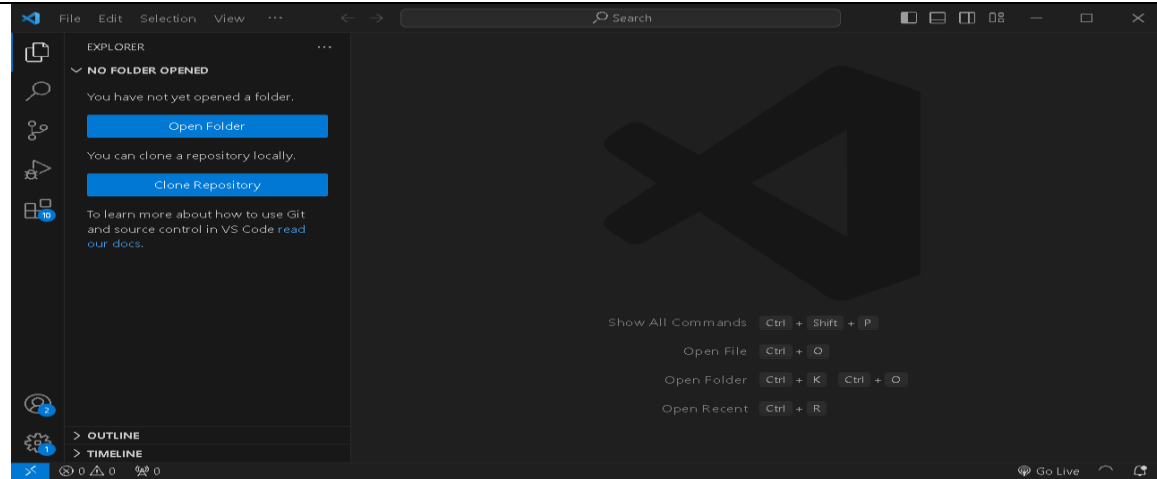 File Edit Selection View ··· Search
EXPLORER ···
NO FOLDER OPENED
You have not yet opened a folder.
Open Folder
You can clone a repository locally.
Clone Repository
10
To learn more about how to use Git
and source control in VS Code read
our docs.
Show All Commands Ctrl + Shift + P
Open File Ctrl + O
Open Folder Ctrl + K Ctrl + O
Open Recent Ctrl + R
2
1
OUTLINE
TIMELINE
0 0 0 Go Live